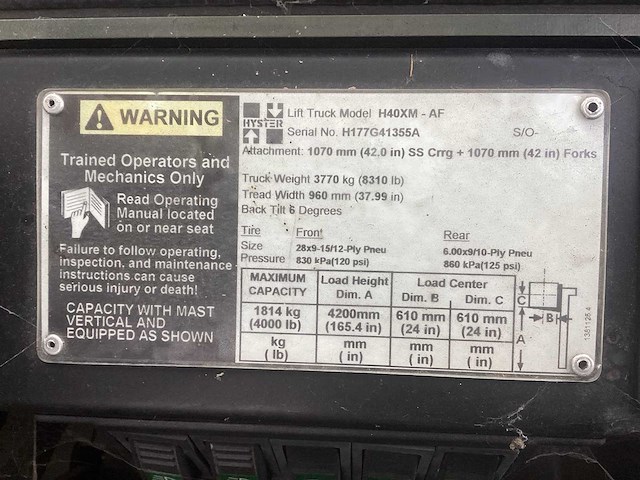 WARNING
Trained Operators and
Mechanics Only
Read Operating
Manual located
on or near seat
Failure to follow operating,
inspection, and maintenance
instructions can cause
serious injury or death!
CAPACITY WITH MAST
VERTICAL AND
EQUIPPED AS SHOWN
HYSTER
Lift Truck Model H40XM - AF
Serial No. H177G41355A S/O-
Attachment: 1070 mm (42.0 in) SS Crrg + 1070 mm (42 in) Forks
Truck Weight 3770 kg (8310 lb)
Tread Width 960 mm (37.99 in)
Back Tilt 6 Degrees
Tire Front Rear
Size 28x9-15/12-Ply Pneu 6.00x9/10-Ply Pneu
Pressure 830 kPa(120 psi) 860 kPa(125 psi)
MAXIMUM CAPACITY Load Height Dim. A Load Center Dim. B Dim. C
1814 kg 4200mm 610 mm 610 mm
(4000 lb) (165.4 in) (24 in) (24 in)
kg mm mm mm
( lb) ( in) ( in) ( in)
C
B
A